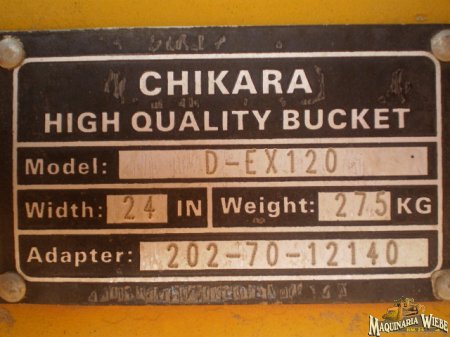 CHIKARA
HIGH QUALITY BUCKET
Model: D-EX120
Width: 24 IN Weight: 275 KG
Adapter: 202-70-12140
MAQUINARIA WIEBE